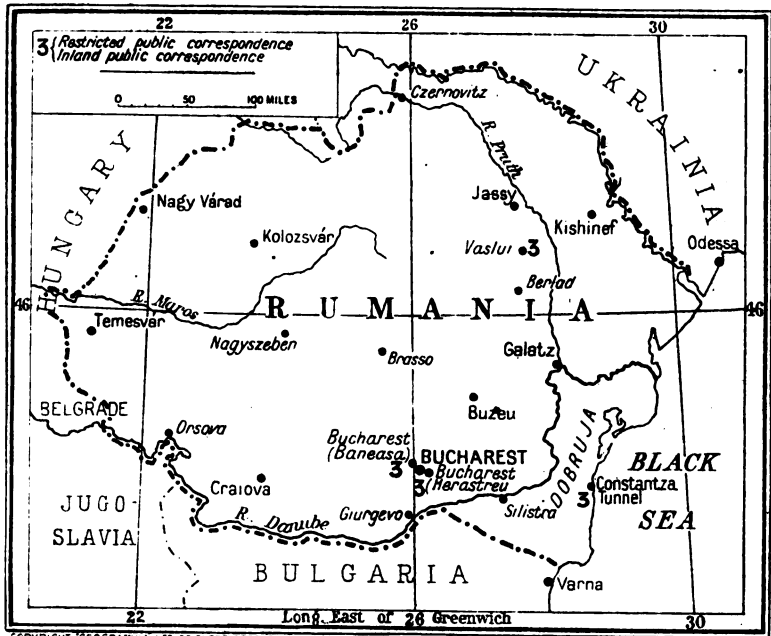 22 26 30
3 { Restricted public correspondence
Inland public correspondence
0 50 100 MILES
UKRAINIA
Czernovitz
HUNGARY
R. Pruth
Nagy Várad
Jassy
Kishinef
Kolozsvár
Vaslui 3
Odessa
Berlad
46 R. Maros RUMANIA 46
Temesvár
Nagyszeben
Brasso
Galatz
BELGRADE
Buzeu
Orsova
Bucharest
(Baneasa)
3
BUCHAREST
Bucharest
(Herastreu
3
DOBRUJA
BLACK
SEA
Craiova
Constantza
3 Tunnel
JUGO-
SLAVIA
Silistra
Giurgevo
R. Danube
BULGARIA
Varna
22 Long. East of 26 Greenwich 30